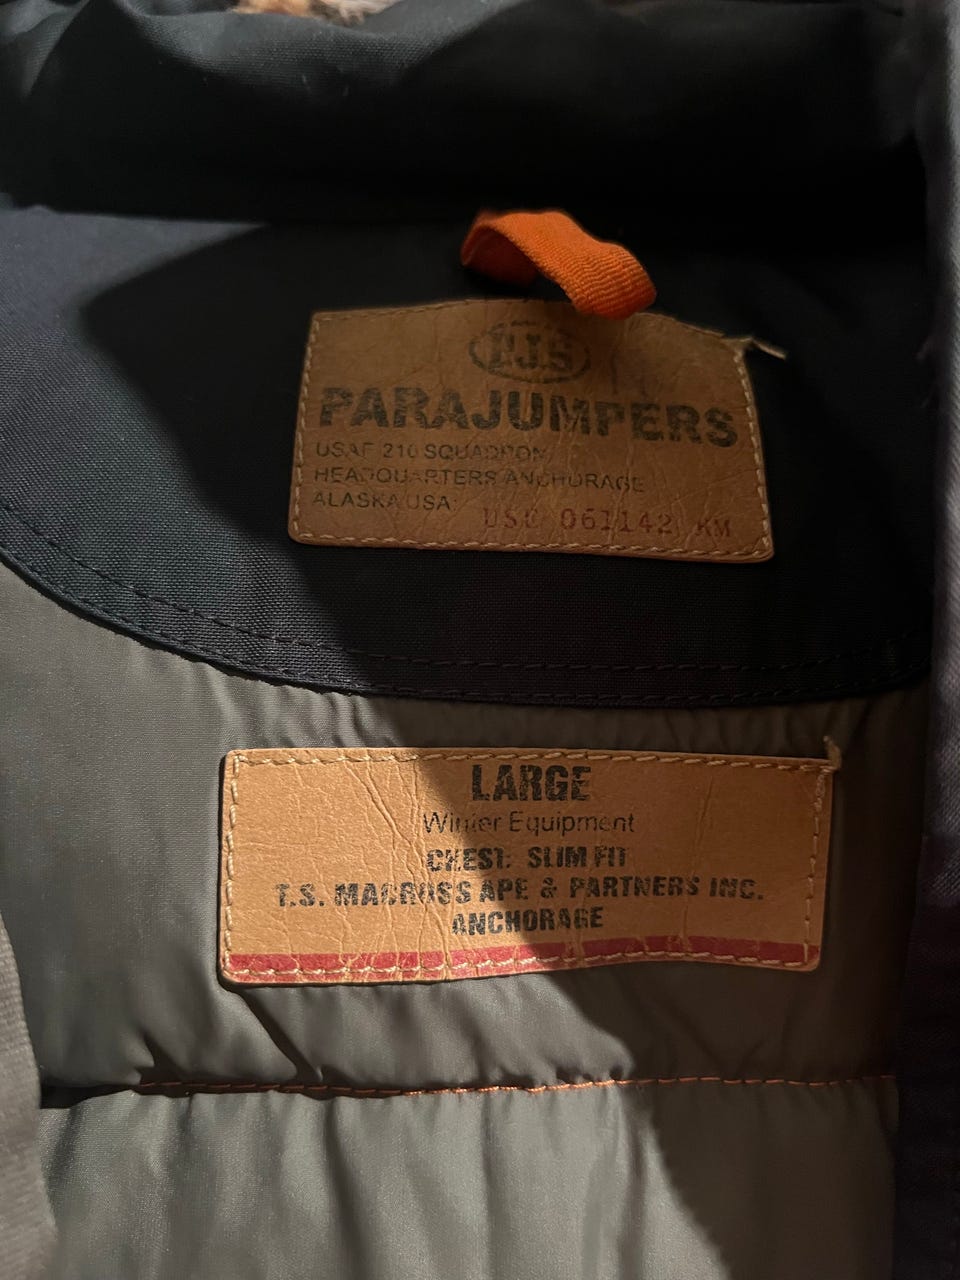 PJS
PARAJUMPERS
USAF 210 SQUADRON
HEADQUARTERS ANCHORAGE
ALASKA USA: 061142 KM
LARGE
Winter Equipment
CHEST: SLIM FIT
T.S. MACROSS APE & PARTNERS INC.
ANCHORAGE